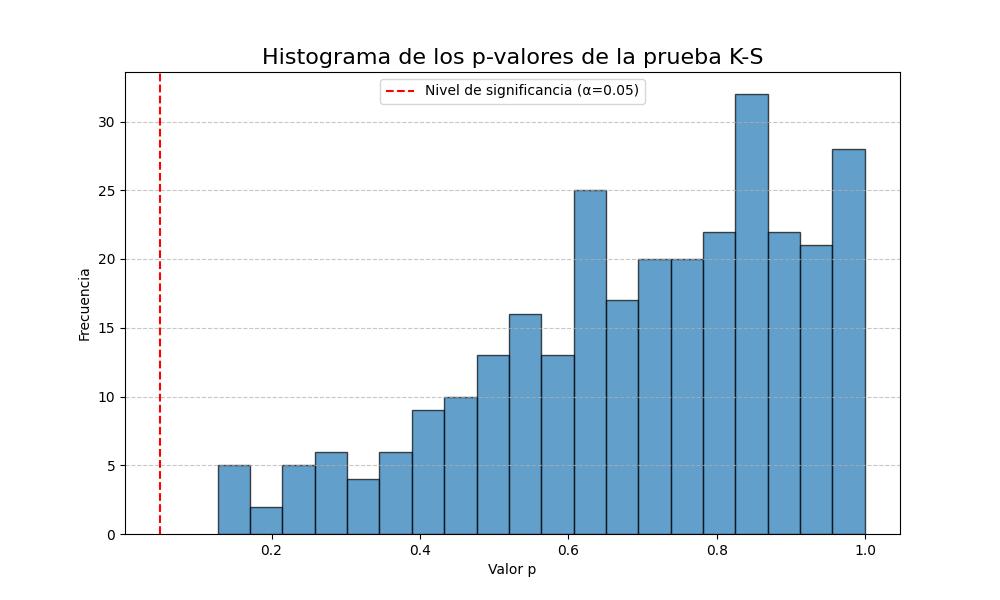 Histograma de los p-valores de la prueba K-S
Nivel de significancia (α=0.05)
30
25
20
15
10
5
0
Frecuencia
0.2 0.4 0.6 0.8 1.0
Valor p